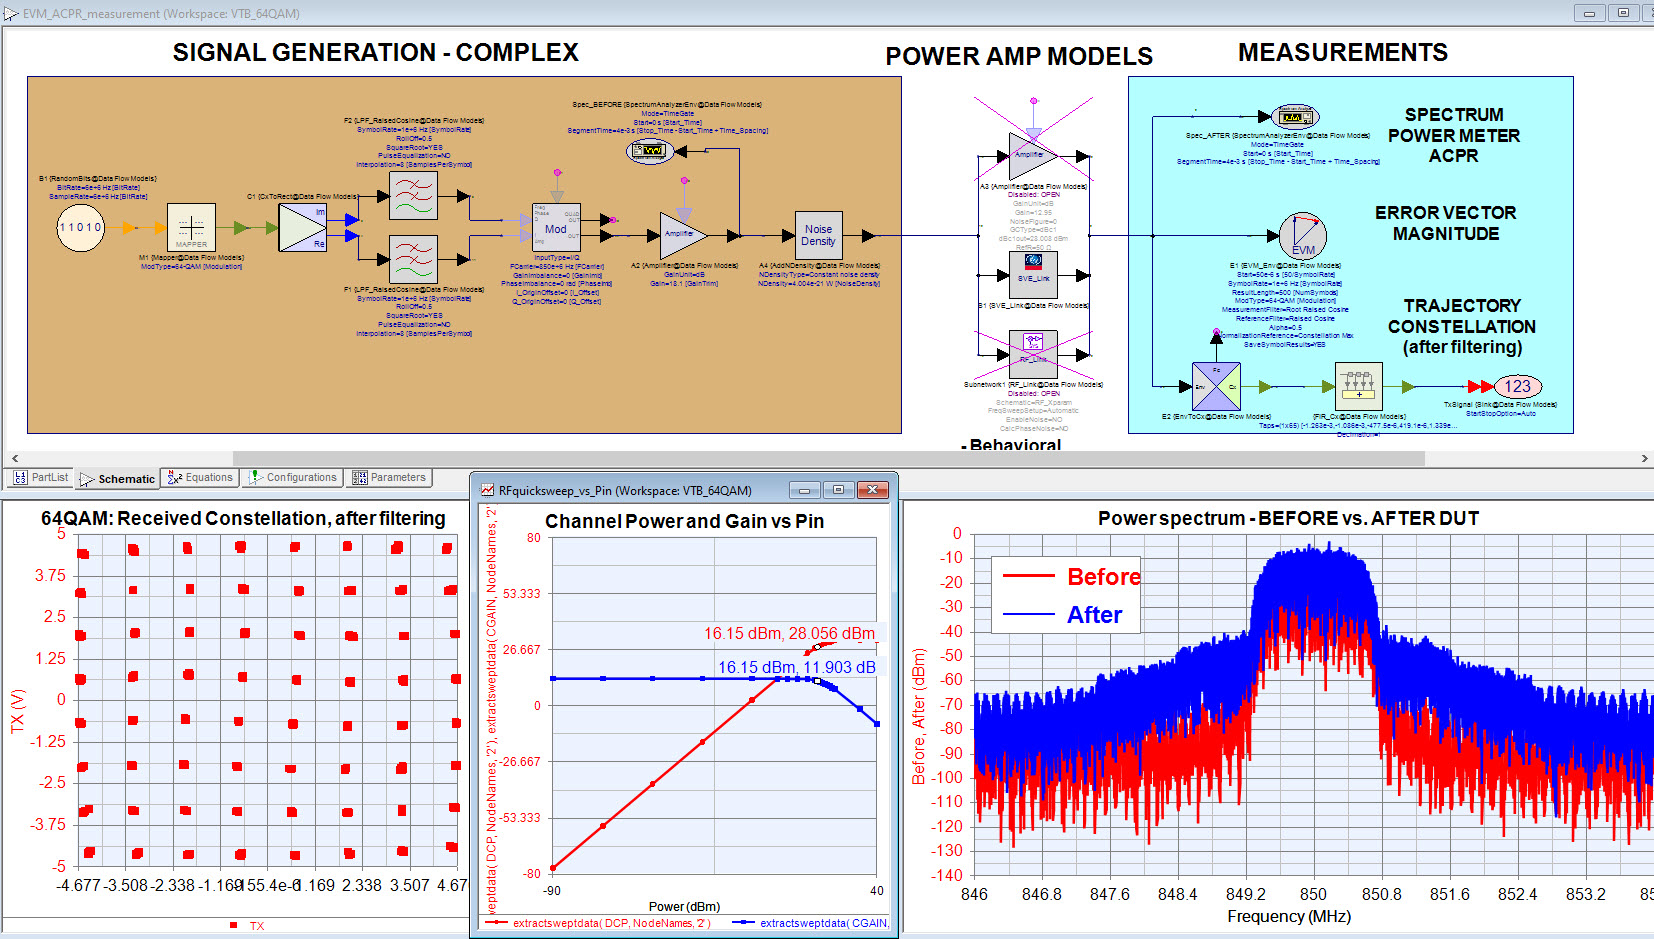 EVM_ACPR_measurement (Workspace: VTB_64QAM)
SIGNAL GENERATION - COMPLEX
POWER AMP MODELS
MEASUREMENTS
Spec_BEFORE {SpectrumAnalyzerEnv@Data Flow Models}
Mode=TimeGate
Start=0 s [Start_Time]
SegmentTime=4e-3 s [Stop_Time - Start_Time + Time_Spacing]
F2 {LPF_RaisedCosine@Data Flow Models}
SymbolRate=1e+6 Hz [SymbolRate]
RollOff=0.5
SquareRoot=YES
PulseEqualization=NO
Interpolation=8 [SamplesPerSymbol]
B1 {RandomBits@Data Flow Models}
BitRate=6e+6 Hz [BitRate]
SampleRate=6e+6 Hz [BitRate]
1 1 0 1 0
MAPPER
M1 {Mapper@Data Flow Models}
ModType=64-QAM [Modulation]
C1 {CxToRect@Data Flow Models}
Im
Re
F1 {LPF_RaisedCosine@Data Flow Models}
SymbolRate=1e+6 Hz [SymbolRate]
RollOff=0.5
SquareRoot=YES
PulseEqualization=NO
Interpolation=8 [SamplesPerSymbol]
Freq
Phase
QUAD
OUT
Mod
OUT
Amp
InputType=I/Q
FCarrier=850e+6 Hz [FCarrier]
GainImbalance=0 [GainImb]
PhaseImbalance=0 rad [PhaseImb]
I_OriginOffset=0 [I_Offset]
Q_OriginOffset=0 [Q_Offset]
Amplifier
A2 {Amplifier@Data Flow Models}
GainUnit=dB
Gain=13.1 [GainTrim]
Noise
Density
A4 {AddNDensity@Data Flow Models}
NDensityType=Constant noise density
NDensity=4.004e-21 W [NoiseDensity]
Amplifier
A3 {Amplifier@Data Flow Models}
Disabled: OPEN
GainUnit=dB
Gain=12.95
NoiseFigure=0
GCType=dBc1
dBc1out=28.008 dBm
RefR=50 Ω
SVE_Link
B1 {SVE_Link@Data Flow Models}
SYS
RF_Link
Subnetwork1 {RF_Link@Data Flow Models}
Disabled: OPEN
Schematic=RF_Xparam
FreqSweepSetup=Automatic
EnableNoise=NO
CalcPhaseNoise=NO
- Behavioral
Spec_AFTER {SpectrumAnalyzerEnv@Data Flow Models}
Mode=TimeGate
Start=0 s [Start_Time]
SegmentTime=4e-3 s [Stop_Time - Start_Time + Time_Spacing]
SPECTRUM
POWER METER
ACPR
ERROR VECTOR
MAGNITUDE
EVM
E1 {EVM_Env@Data Flow Models}
Start=50e-6 s [50/SymbolRate]
SymbolRate=1e+6 Hz [SymbolRate]
ResultLength=500 [NumSymbols]
ModType=64-QAM [Modulation]
MeasurementFilter=Root Raised Cosine
ReferenceFilter=Raised Cosine
Alpha=0.5
NormalizationReference=Constellation Max
SaveSymbolResults=YES
TRAJECTORY
CONSTELLATION
(after filtering)
Fc
Env
Cx
E2 {EnvToCx@Data Flow Models}
{FIR_Cx@Data Flow Models}
Taps=(1x65) [-1.263e-3,-1.086e-3,-477.5e-6,419.1e-6,1.339e...
Decimation=1
123
TxSignal {Sink@Data Flow Models}
StartStopOption=Auto
PartList
Schematic
Equations
Configurations
Parameters
64QAM: Received Constellation, after filtering
TX (V)
5
3.75
2.5
1.25
0
-1.25
-2.5
-3.75
-5
-4.677 -3.508 -2.338 -1.169 155.4e-6 1.169 2.338 3.507 4.676
TX
RFquicksweep_vs_Pin (Workspace: VTB_64QAM)
Channel Power and Gain vs Pin
80
53.333
26.667
0
-26.667
-53.333
-80
16.15 dBm, 28.056 dBm
16.15 dBm, 11.903 dB
-90
40
Power (dBm)
weptdata( DCP, NodeNames, '2'), extractsweptdata( CGAIN, NodeNames, '2'
extractsweptdata( DCP, NodeNames, '2' )
extractsweptdata( CGAIN,
Power spectrum - BEFORE vs. AFTER DUT
Before, After (dBm)
0
-10
-20
-30
-40
-50
-60
-70
-80
-90
-100
-110
-120
-130
-140
Before
After
846 846.8 847.6 848.4 849.2 850 850.8 851.6 852.4 853.2 85
Frequency (MHz)